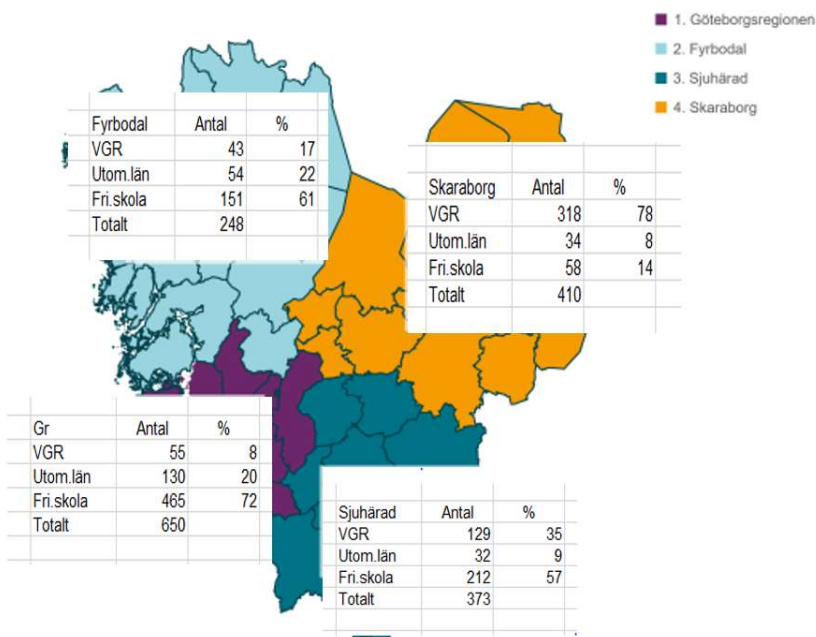 1. Göteborgsregionen
2. Fyrbodal
3. Sjuhärad
4. Skaraborg
Fyrbodal Antal %
VGR 43 17
Utom.län 54 22
Fri.skola 151 61
Totalt 248
Skaraborg Antal %
VGR 318 78
Utom.län 34 8
Fri.skola 58 14
Totalt 410
Gr Antal %
VGR 55 8
Utom.län 130 20
Fri.skola 465 72
Totalt 650
Sjuhärad Antal %
VGR 129 35
Utom.län 32 9
Fri.skola 212 57
Totalt 373